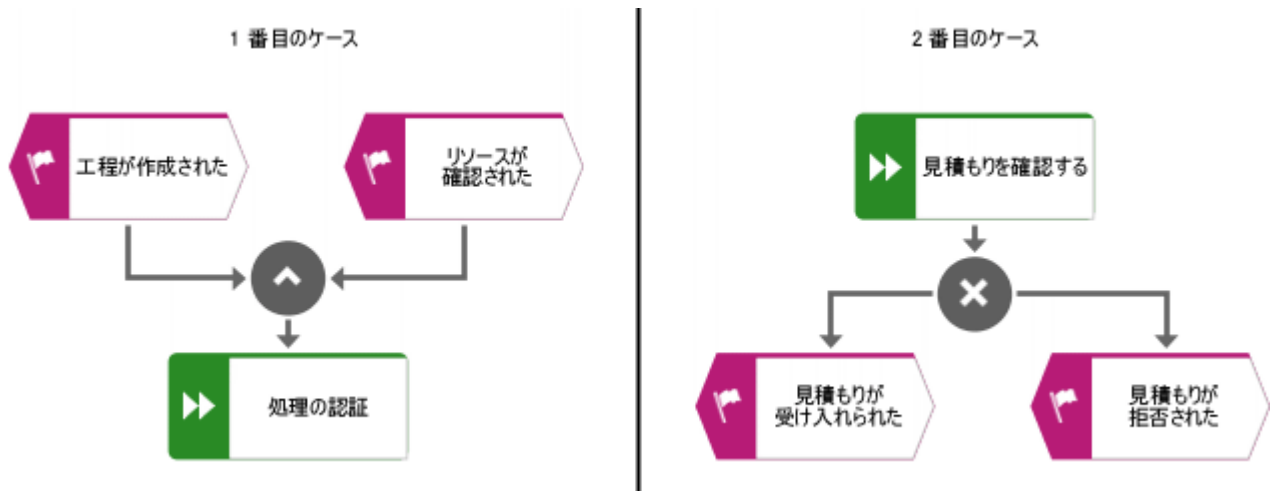 1 番目のケース
工程が作成された
リソースが
確認された
処理の認証
2 番目のケース
見積もりを確認する
見積もりが
受け入れられた
見積もりが
拒否された